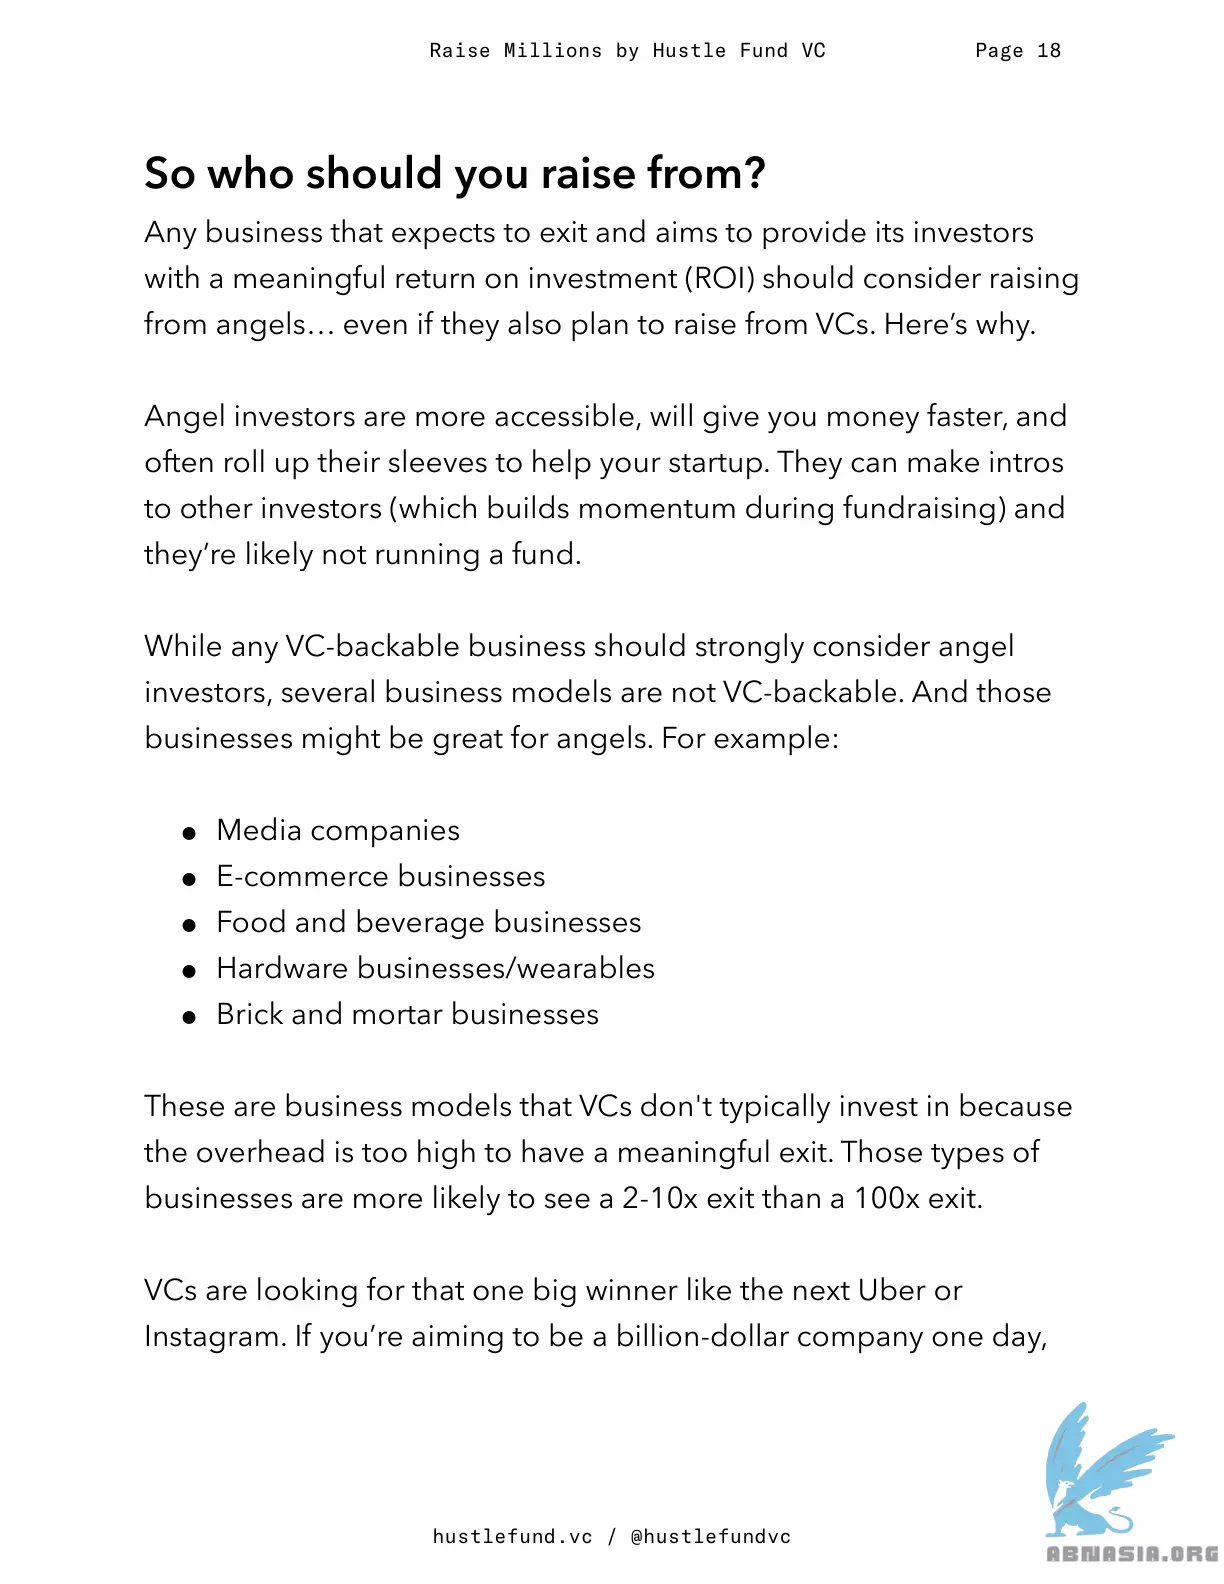 Raise Millions by Hustle Fund VC Page 18
So who should you raise from?
Any business that expects to exit and aims to provide its investors
with a meaningful return on investment (ROI) should consider raising
from angels… even if they also plan to raise from VCs. Here’s why.
Angel investors are more accessible, will give you money faster, and
often roll up their sleeves to help your startup. They can make intros
to other investors (which builds momentum during fundraising) and
they’re likely not running a fund.
While any VC-backable business should strongly consider angel
investors, several business models are not VC-backable. And those
businesses might be great for angels. For example:
● Media companies
● E-commerce businesses
● Food and beverage businesses
● Hardware businesses/wearables
● Brick and mortar businesses
These are business models that VCs don't typically invest in because
the overhead is too high to have a meaningful exit. Those types of
businesses are more likely to see a 2-10x exit than a 100x exit.
VCs are looking for that one big winner like the next Uber or
Instagram. If you’re aiming to be a billion-dollar company one day,
hustlefund.vc / @hustlefundvc
ABNASIA.ORG